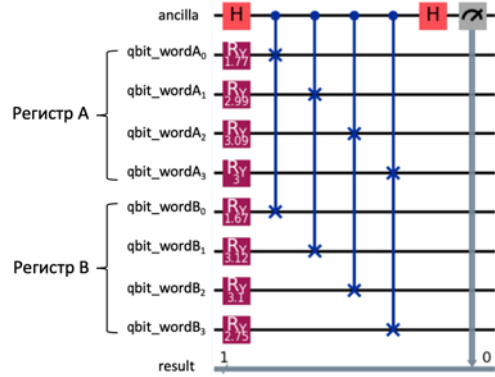 ancilla H H
qbit_wordA₀ RY 1.77
qbit_wordA₁ RY 2.99
Регистр A
qbit_wordA₂ RY 3.09
qbit_wordA₃ RY 3
qbit_wordB₀ RY 1.67
qbit_wordB₁ RY 3.12
Регистр B
qbit_wordB₂ RY 3.1
qbit_wordB₃ RY 2.75
result 1 0